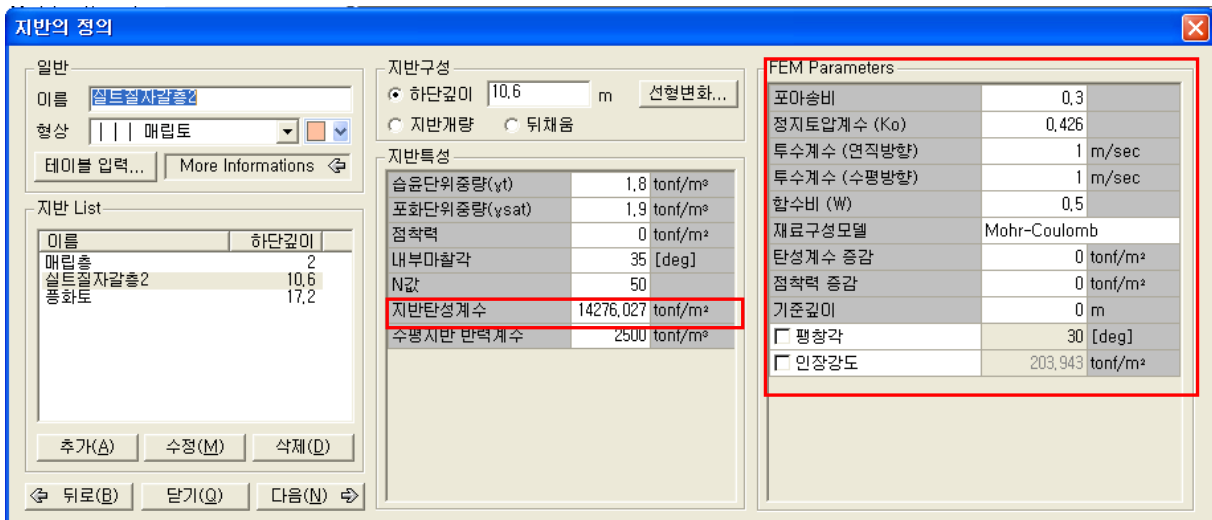 지반의 정의
일반
이름 실트질자갈층2
형상 매립토
테이블 입력... More Informations
지반 List
이름 하단깊이
매립층 2
실트질자갈층2 10,6
풍화토 17,2
추가(A) 수정(M) 삭제(D)
뒤로(B) 닫기(Q) 다음(N)
지반구성
하단깊이 10,6 m 선형변화...
지반개량 뒤채움
지반특성
습윤단위중량(γt) 1,8 tonf/m³
포화단위중량(γsat) 1,9 tonf/m³
점착력 0 tonf/m²
내부마찰각 35 [deg]
N값 50
지반탄성계수 14276,027 tonf/m²
수평지반 반력계수 2500 tonf/m³
FEM Parameters
포아송비 0,3
정지토압계수 (Ko) 0,426
투수계수 (연직방향) 1 m/sec
투수계수 (수평방향) 1 m/sec
함수비 (W) 0,5
재료구성모델 Mohr-Coulomb
탄성계수 증감 0 tonf/m²
점착력 증감 0 tonf/m²
기준깊이 0 m
팽창각 30 [deg]
인장강도 203,943 tonf/m²